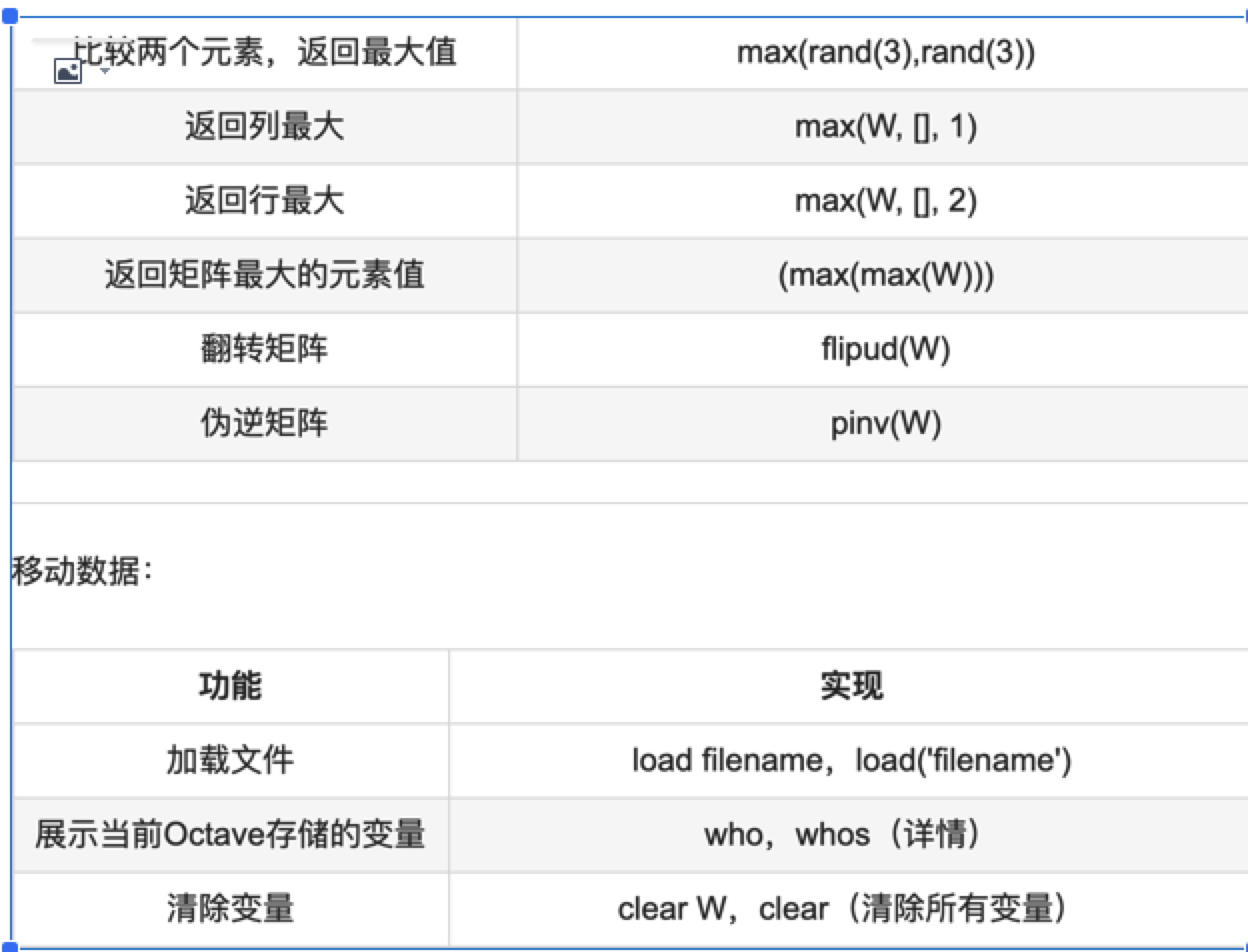 比较两个元素，返回最大值 max(rand(3),rand(3))
返回列最大 max(W, [], 1)
返回行最大 max(W, [], 2)
返回矩阵最大的元素值 (max(max(W)))
翻转矩阵 flipud(W)
伪逆矩阵 pinv(W)
移动数据：
功能 实现
加载文件 load filename，load('filename')
展示当前Octave存储的变量 who，whos（详情）
清除变量 clear W，clear（清除所有变量）